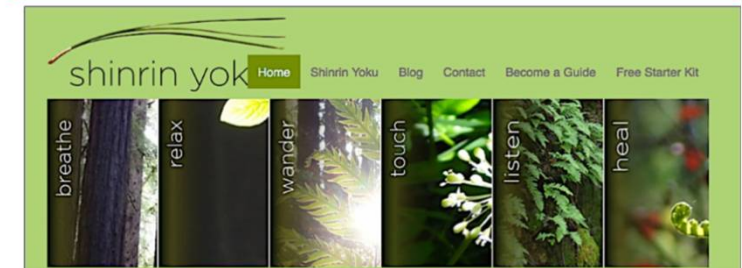 shinrin yok
Home Shinrin Yoku Blog Contact Become a Guide Free Starter Kit
breathe relax wander touch listen heal